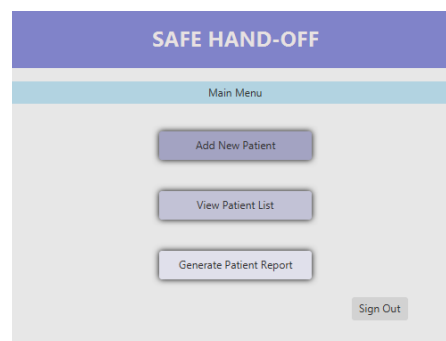 SAFE HAND-OFF
Main Menu
Add New Patient
View Patient List
Generate Patient Report
Sign Out